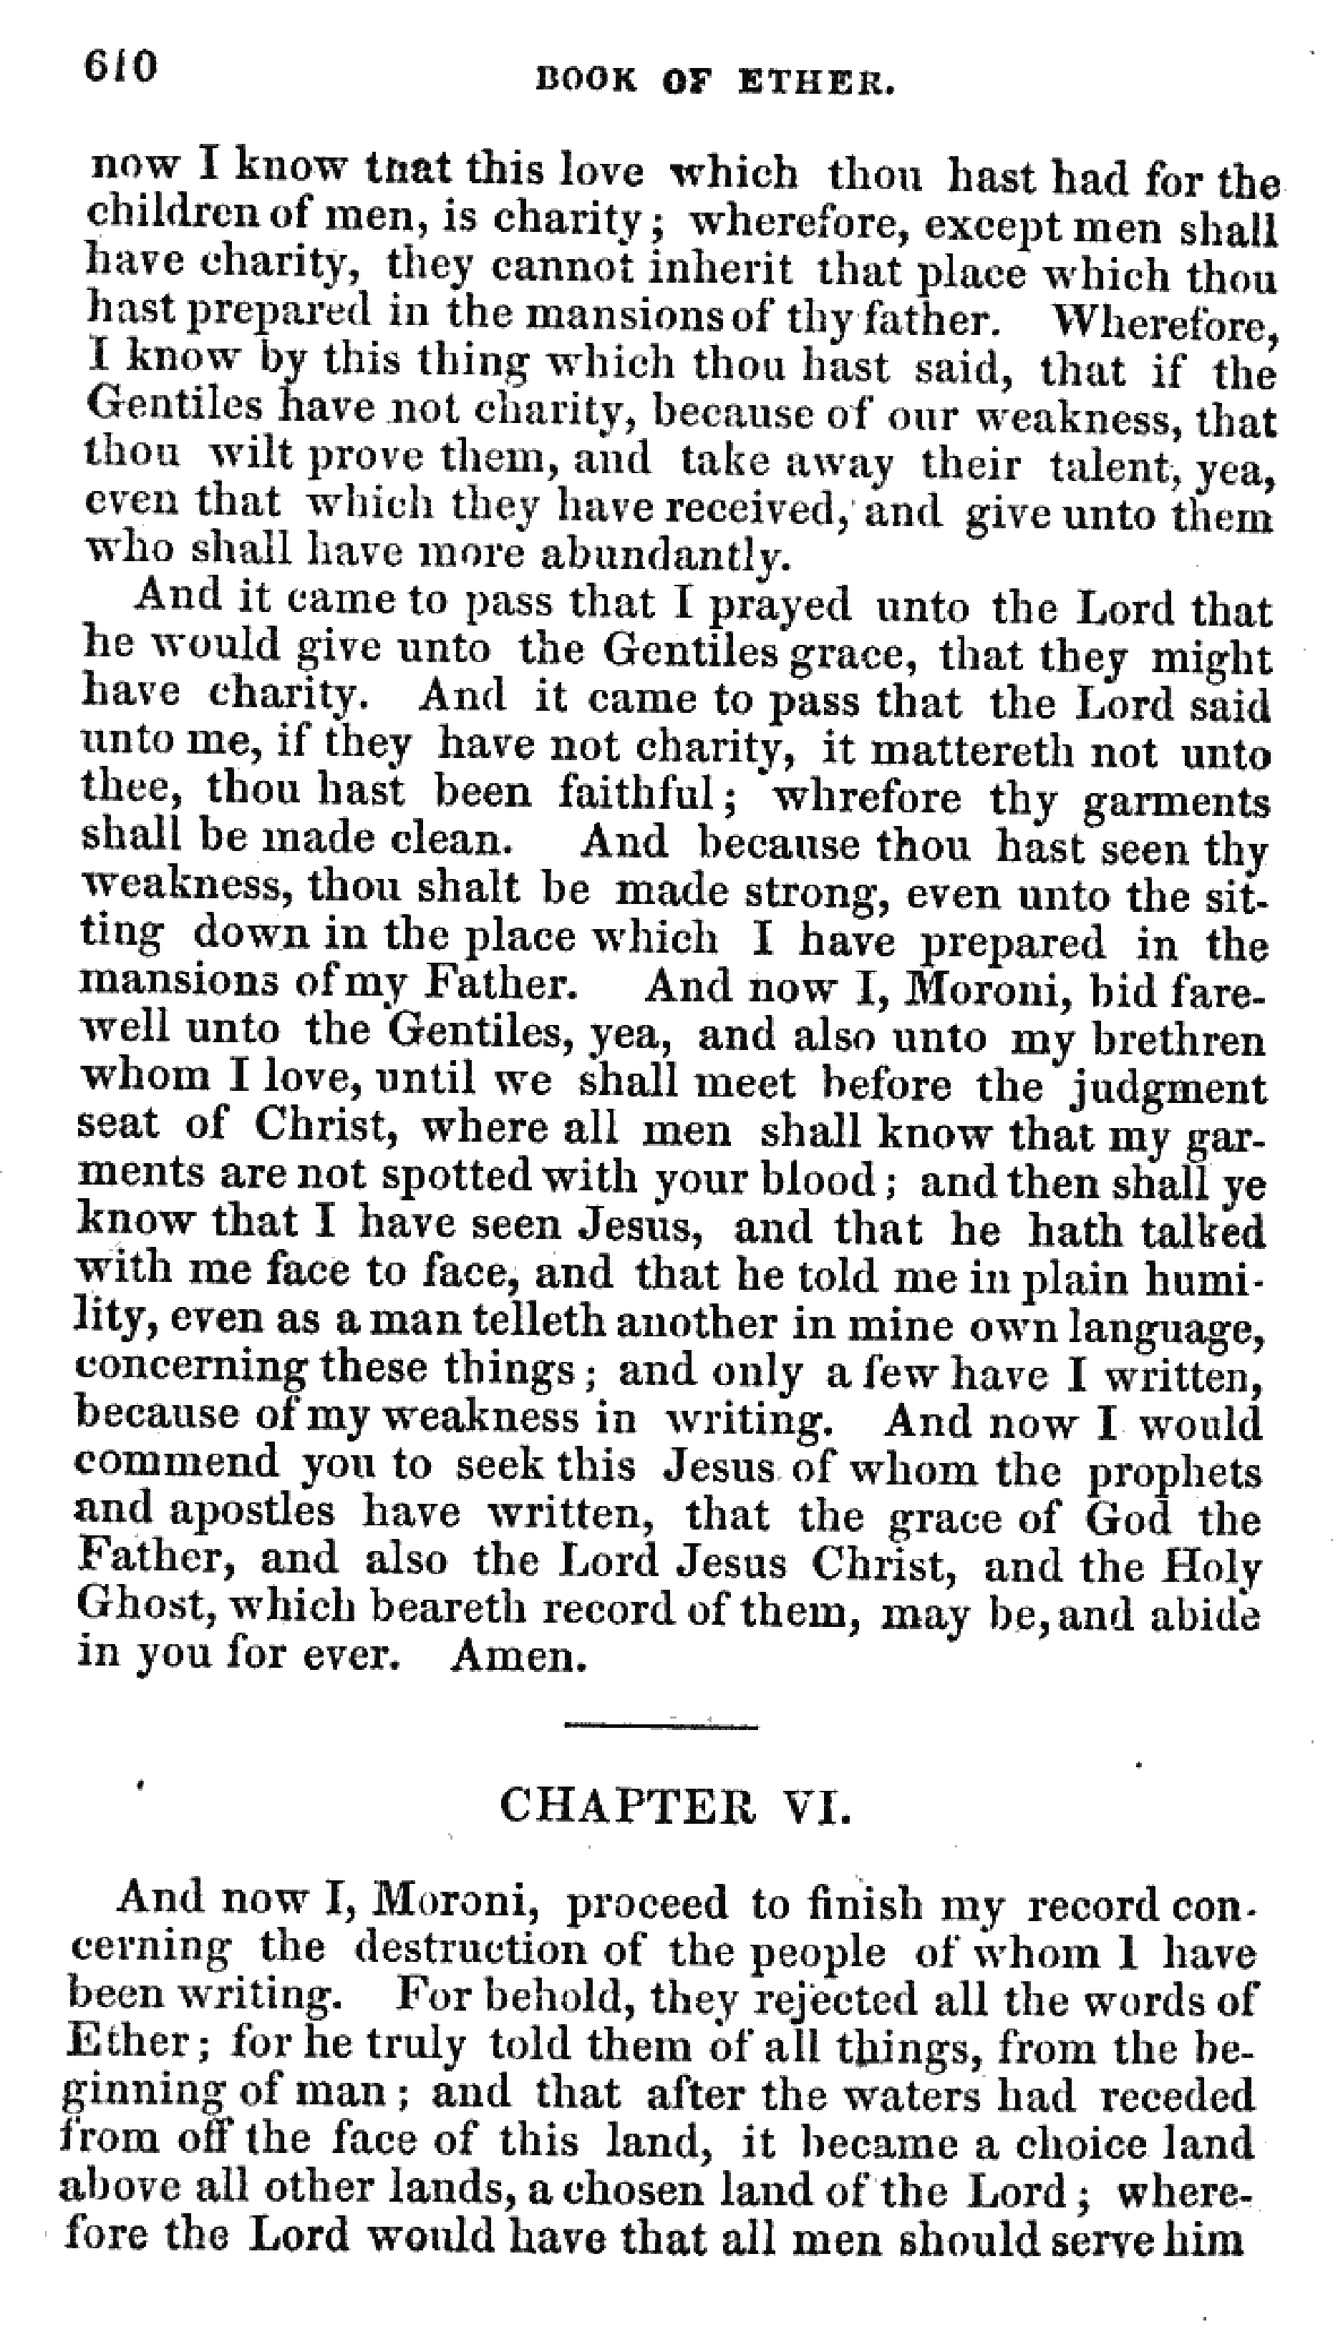 610
BOOK OF ETHER.
now I know that this love which thou hast had for the
children of men, is charity; wherefore, except men shall
have charity, they cannot inherit that place which thou
hast prepared in the mansions of thy father. Wherefore,
I know by this thing which thou hast said, that if the
Gentiles have not charity, because of our weakness, that
thou wilt prove them, and take away their talent, yea,
even that which they have received, and give unto them
who shall have more abundantly.
And it came to pass that I prayed unto the Lord that
he would give unto the Gentiles grace, that they might
have charity. And it came to pass that the Lord said
unto me, if they have not charity, it mattereth not unto
thee, thou hast been faithful; whrefore thy garments
shall be made clean. And because thou hast seen thy
weakness, thou shalt be made strong, even unto the sit-
ting down in the place which I have prepared in the
mansions of my Father. And now I, Moroni, bid fare-
well unto the Gentiles, yea, and also unto my brethren
whom I love, until we shall meet before the judgment
seat of Christ, where all men shall know that my gar-
ments are not spotted with your blood; and then shall ye
know that I have seen Jesus, and that he hath talked
with me face to face, and that he told me in plain humi-
lity, even as a man telleth another in mine own language,
concerning these things; and only a few have I written,
because of my weakness in writing. And now I would
commend you to seek this Jesus of whom the prophets
and apostles have written, that the grace of God the
Father, and also the Lord Jesus Christ, and the Holy
Ghost, which beareth record of them, may be, and abide
in you for ever. Amen.
CHAPTER VI.
And now I, Moroni, proceed to finish my record con-
cerning the destruction of the people of whom I have
been writing. For behold, they rejected all the words of
Ether; for he truly told them of all things, from the be-
ginning of man; and that after the waters had receded
from off the face of this land, it became a choice land
above all other lands, a chosen land of the Lord; where-
fore the Lord would have that all men should serve him